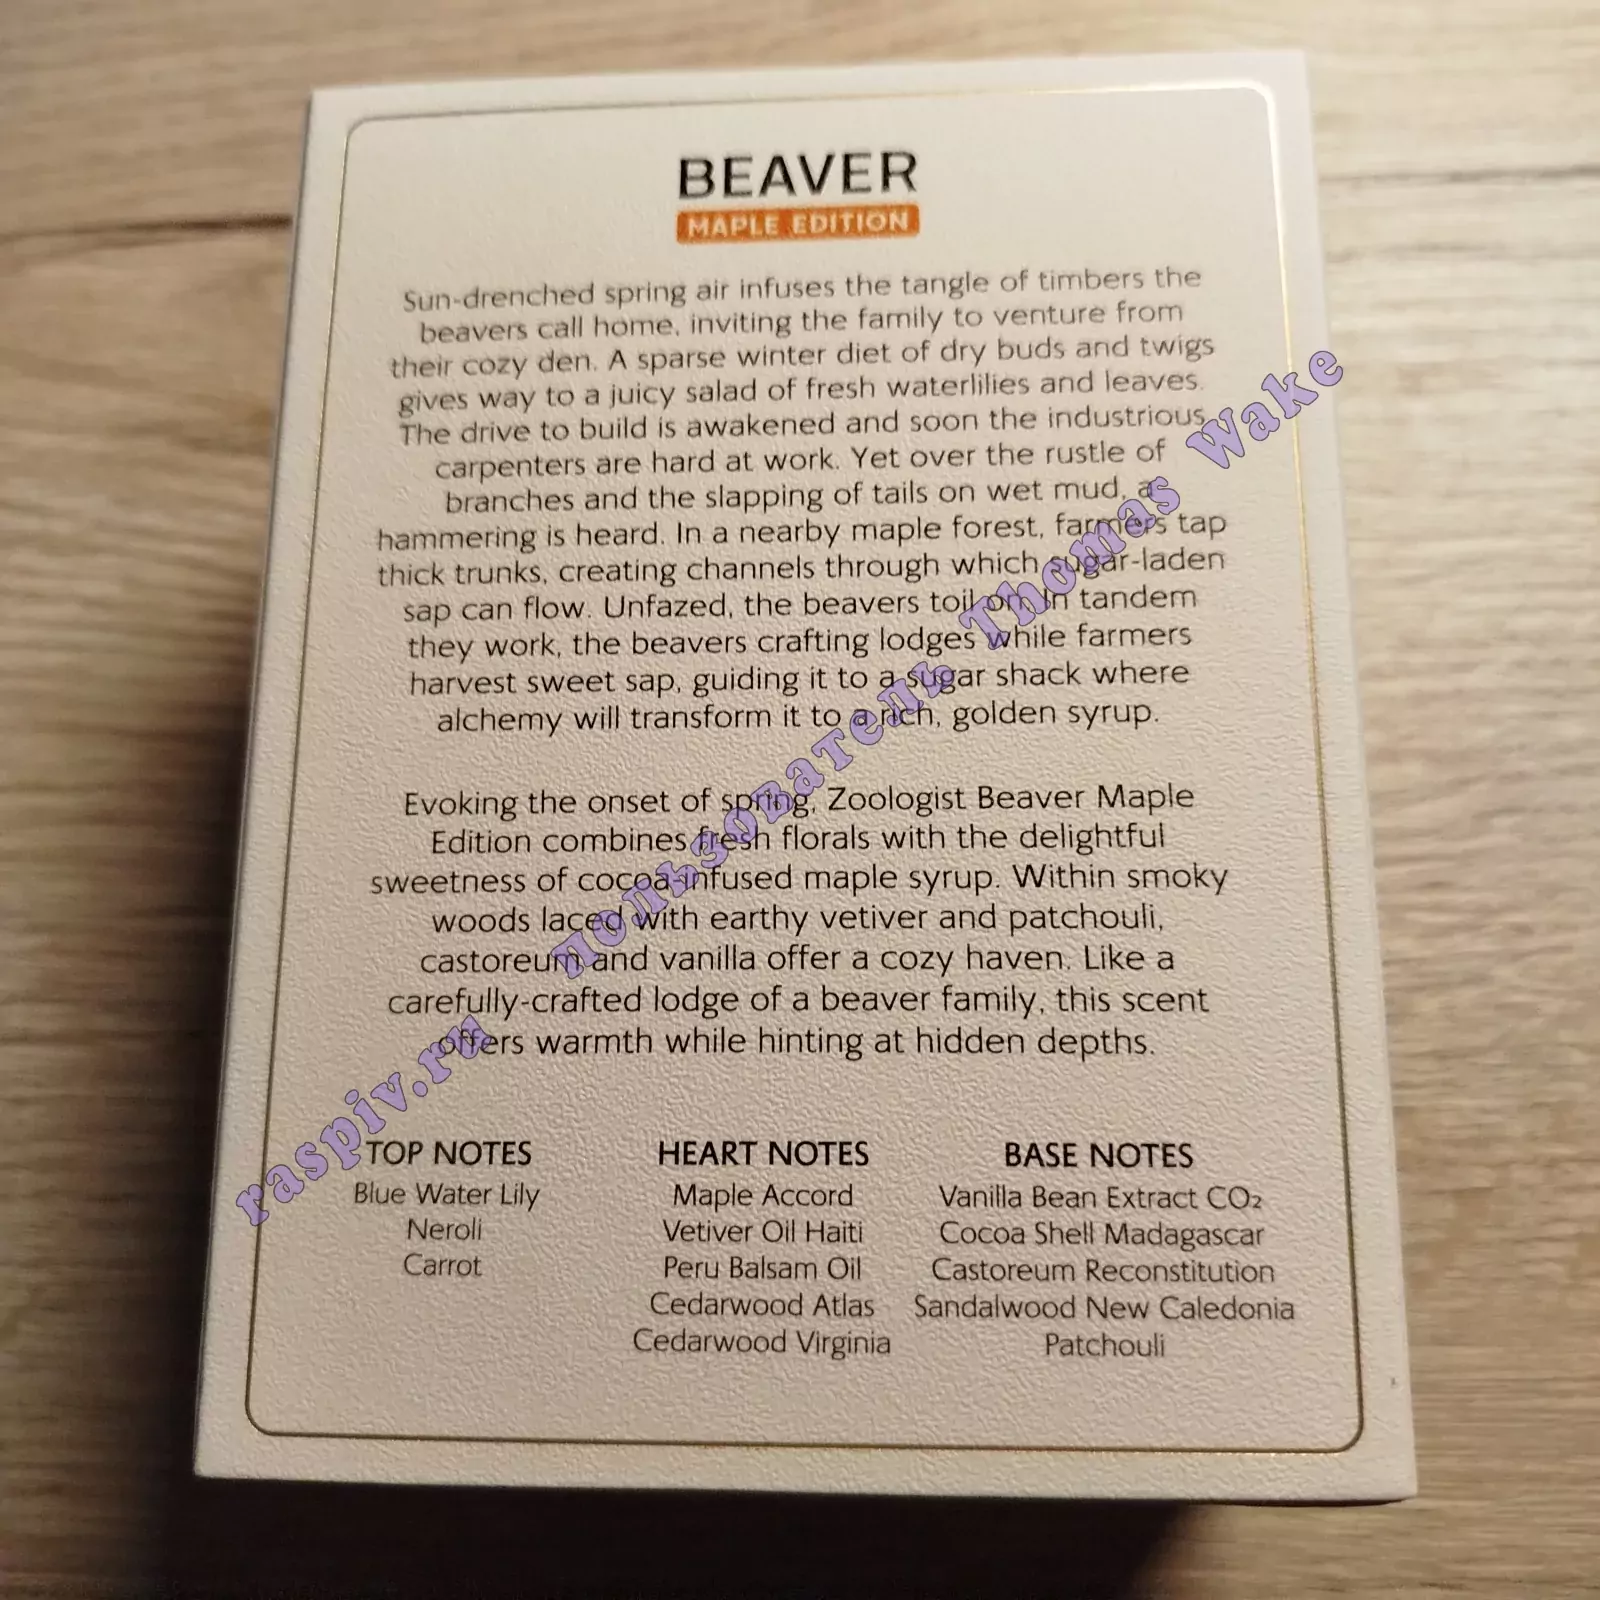 BEAVER
MAPLE EDITION
Sun-drenched spring air infuses the tangle of timbers the
beavers call home, inviting the family to venture from
their cozy den. A sparse winter diet of dry buds and twigs
gives way to a juicy salad of fresh waterlilies and leaves.
The drive to build is awakened and soon the industrious
carpenters are hard at work. Yet over the rustle of
branches and the slapping of tails on wet mud, a
hammering is heard. In a nearby maple forest, farmers tap
thick trunks, creating channels through which sugar-laden
sap can flow. Unfazed, the beavers toil on. In tandem
they work, the beavers crafting lodges while farmers
harvest sweet sap, guiding it to a sugar shack where
alchemy will transform it to a rich, golden syrup.
Evoking the onset of spring, Zoologist Beaver Maple
Edition combines fresh florals with the delightful
sweetness of cocoa-infused maple syrup. Within smoky
woods laced with earthy vetiver and patchouli,
castoreum and vanilla offer a cozy haven. Like a
carefully-crafted lodge of a beaver family, this scent
offers warmth while hinting at hidden depths.
TOP NOTES
Blue Water Lily
Neroli
Carrot
HEART NOTES
Maple Accord
Vetiver Oil Haiti
Peru Balsam Oil
Cedarwood Atlas
Cedarwood Virginia
BASE NOTES
Vanilla Bean Extract CO₂
Cocoa Shell Madagascar
Castoreum Reconstitution
Sandalwood New Caledonia
Patchouli
raspiv.ru пользователь Thomas Wake